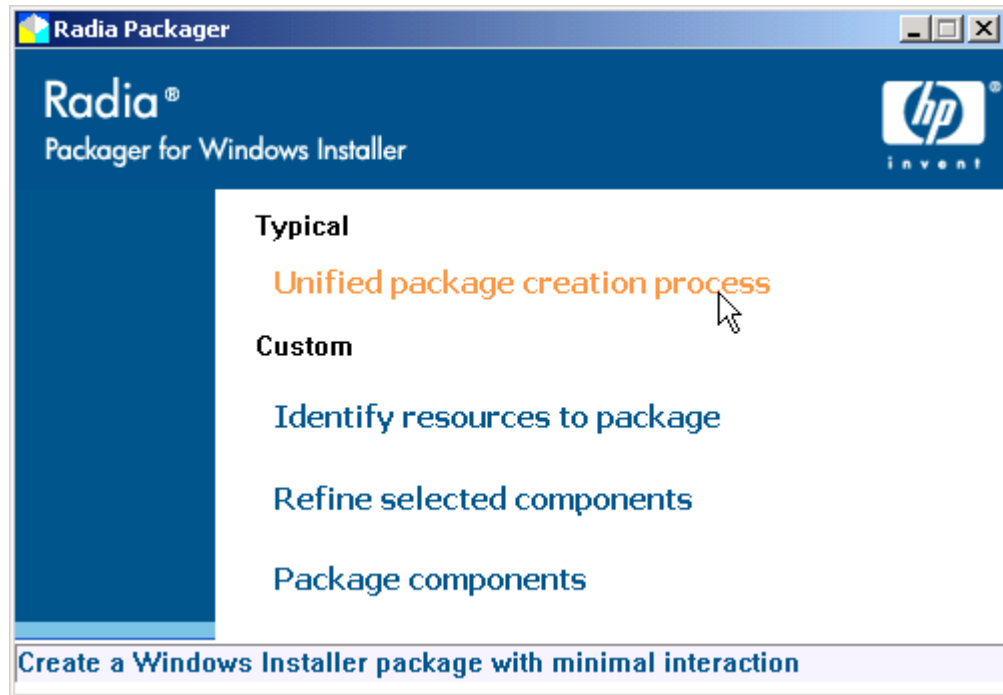 Radia Packager
Radia®
Packager for Windows Installer
hp®
invent
Typical
Unified package creation process
Custom
Identify resources to package
Refine selected components
Package components
Create a Windows Installer package with minimal interaction